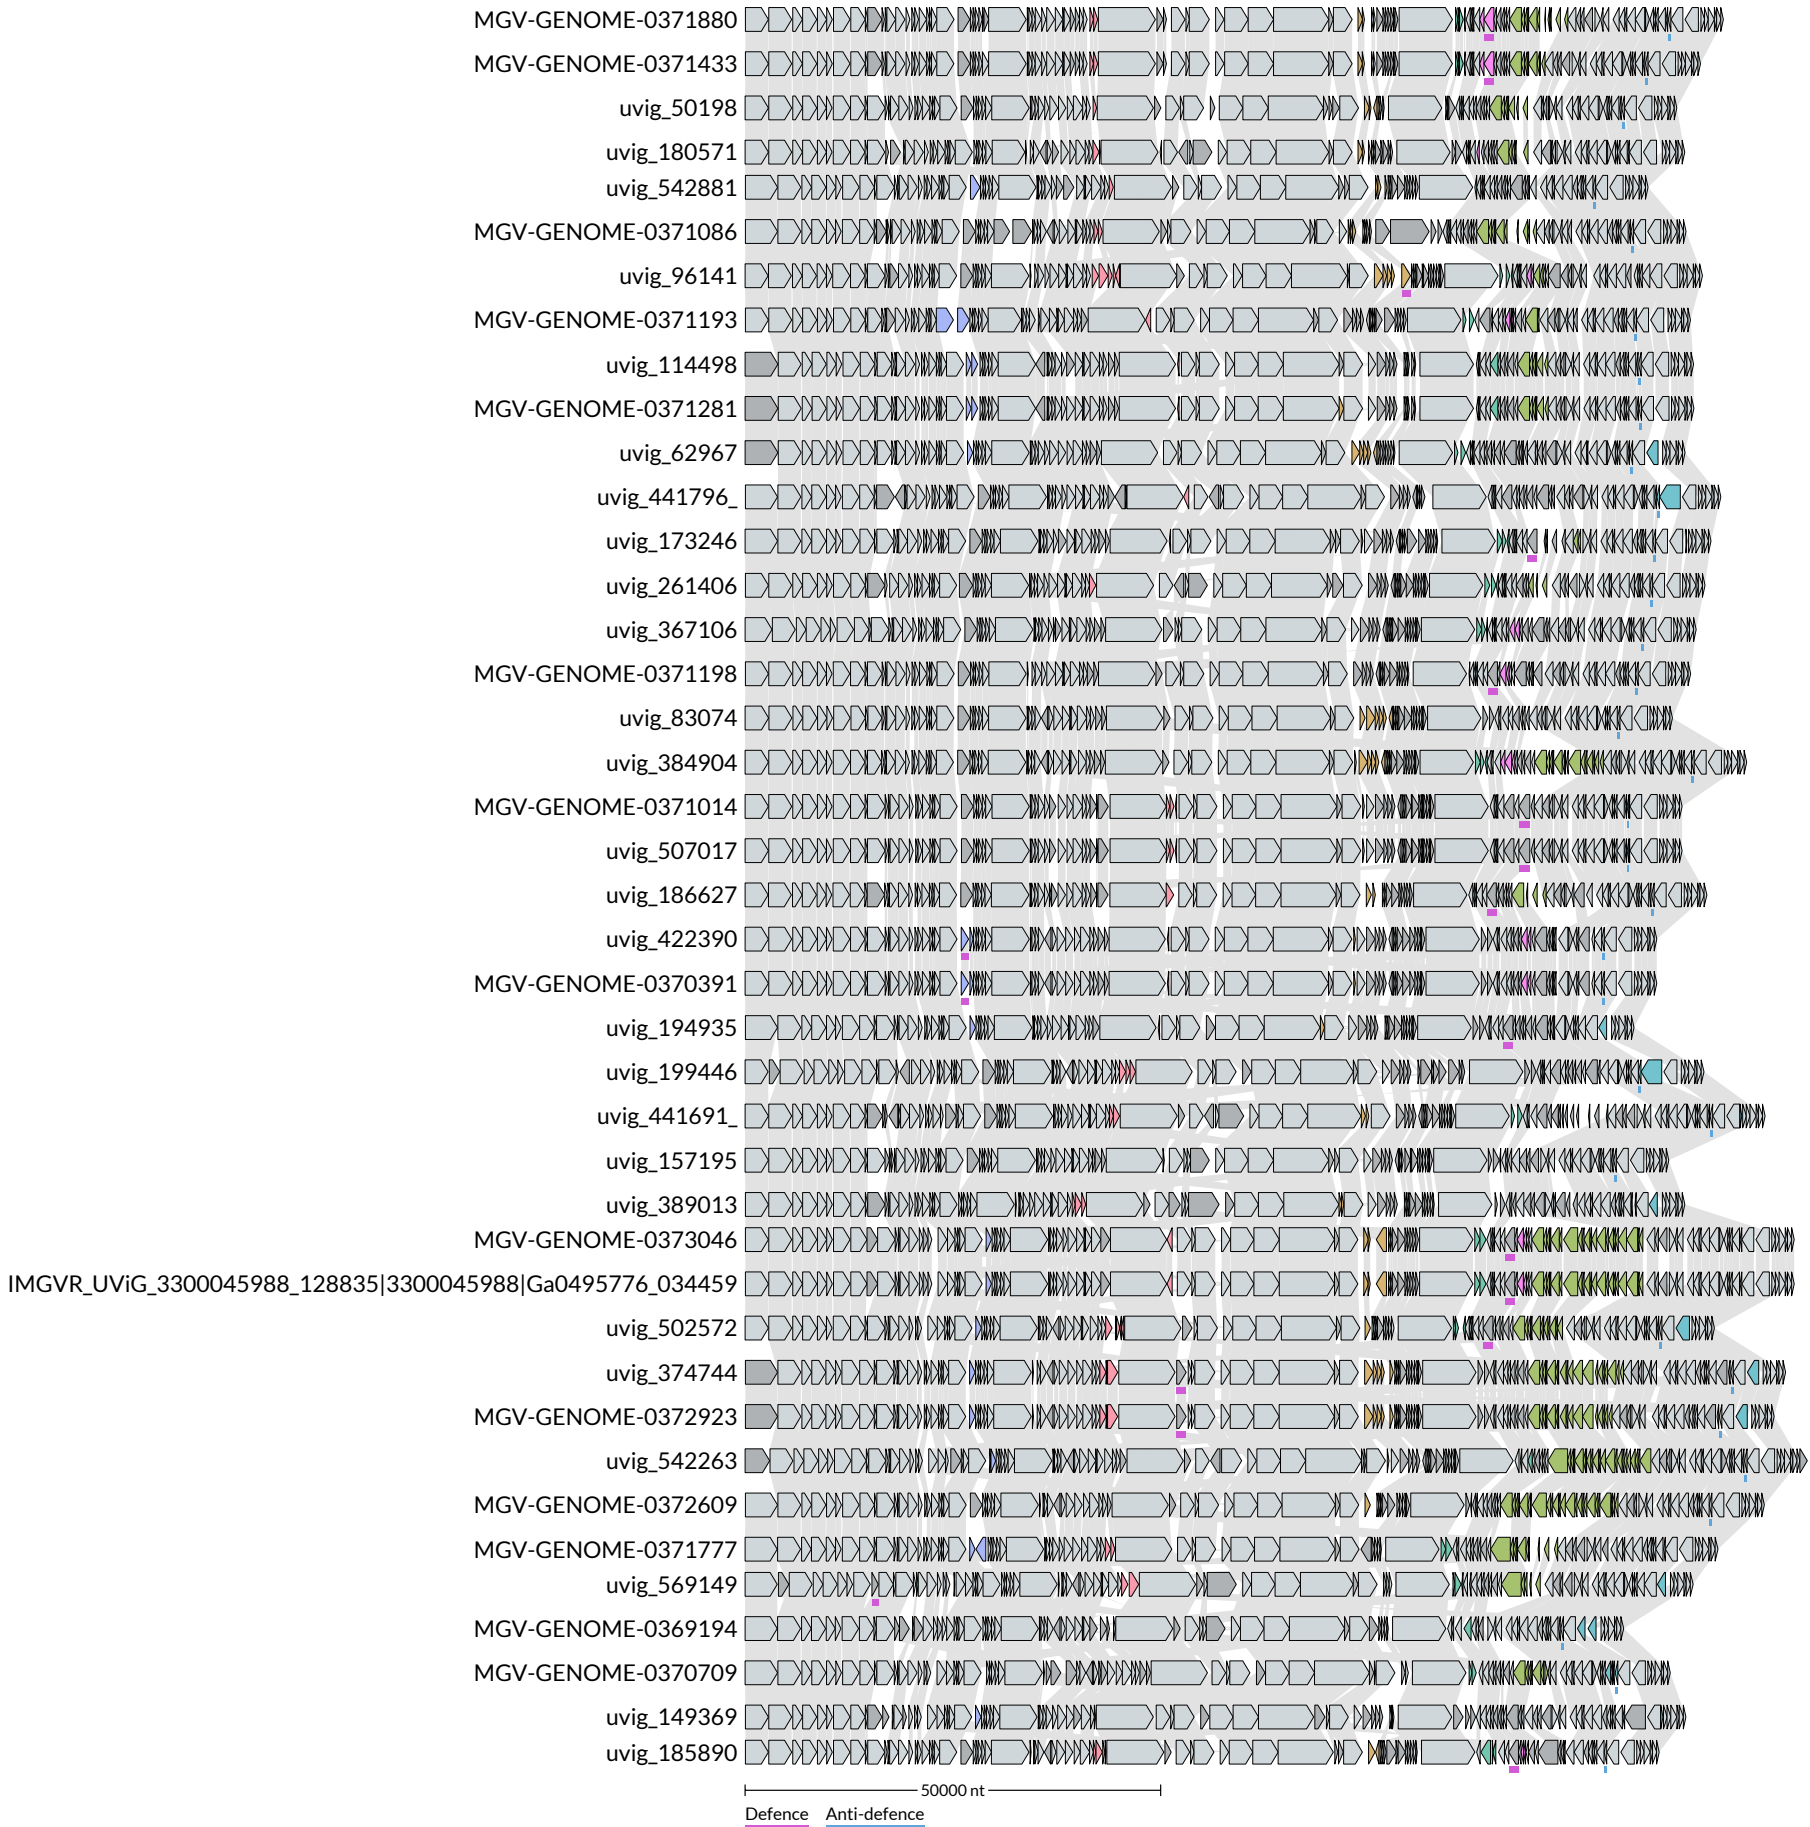 MGV-GENOME-0371880
MGV-GENOME-0371433
uvig_50198
uvig_180571
uvig_542881
MGV-GENOME-0371086
uvig_96141
MGV-GENOME-0371193
uvig_114498
MGV-GENOME-0371281
uvig_62967
uvig_441796_
uvig_173246
uvig_261406
uvig_367106
MGV-GENOME-0371198
uvig_83074
uvig_384904
MGV-GENOME-0371014
uvig_507017
uvig_186627
uvig_422390
MGV-GENOME-0370391
uvig_194935
uvig_199446
uvig_441691_
uvig_157195
uvig_389013
MGV-GENOME-0373046
IMGVR_UViG_3300045988_128835|3300045988|Ga0495776_034459
uvig_502572
uvig_374744
MGV-GENOME-0372923
uvig_542263
MGV-GENOME-0372609
MGV-GENOME-0371777
uvig_569149
MGV-GENOME-0369194
MGV-GENOME-0370709
uvig_149369
uvig_185890
50000 nt
Defence Anti-defence